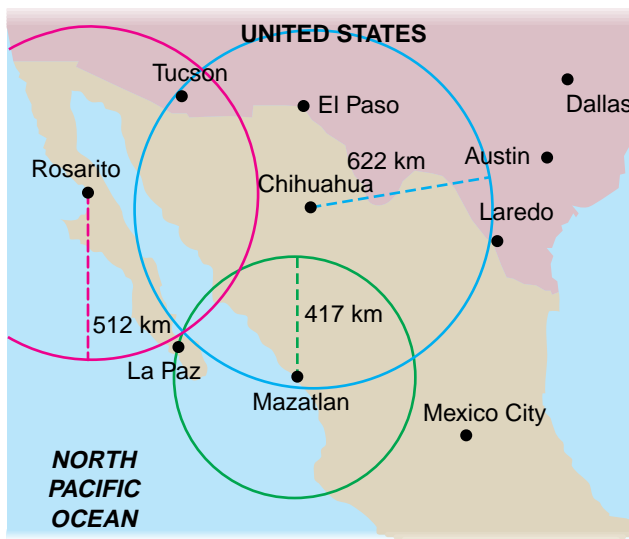 UNITED STATES
Tucson
El Paso
Dallas
622 km
Austin
Rosarito
Chihuahua
Laredo
512 km
417 km
La Paz
Mazatlan
Mexico City
NORTH
PACIFIC
OCEAN